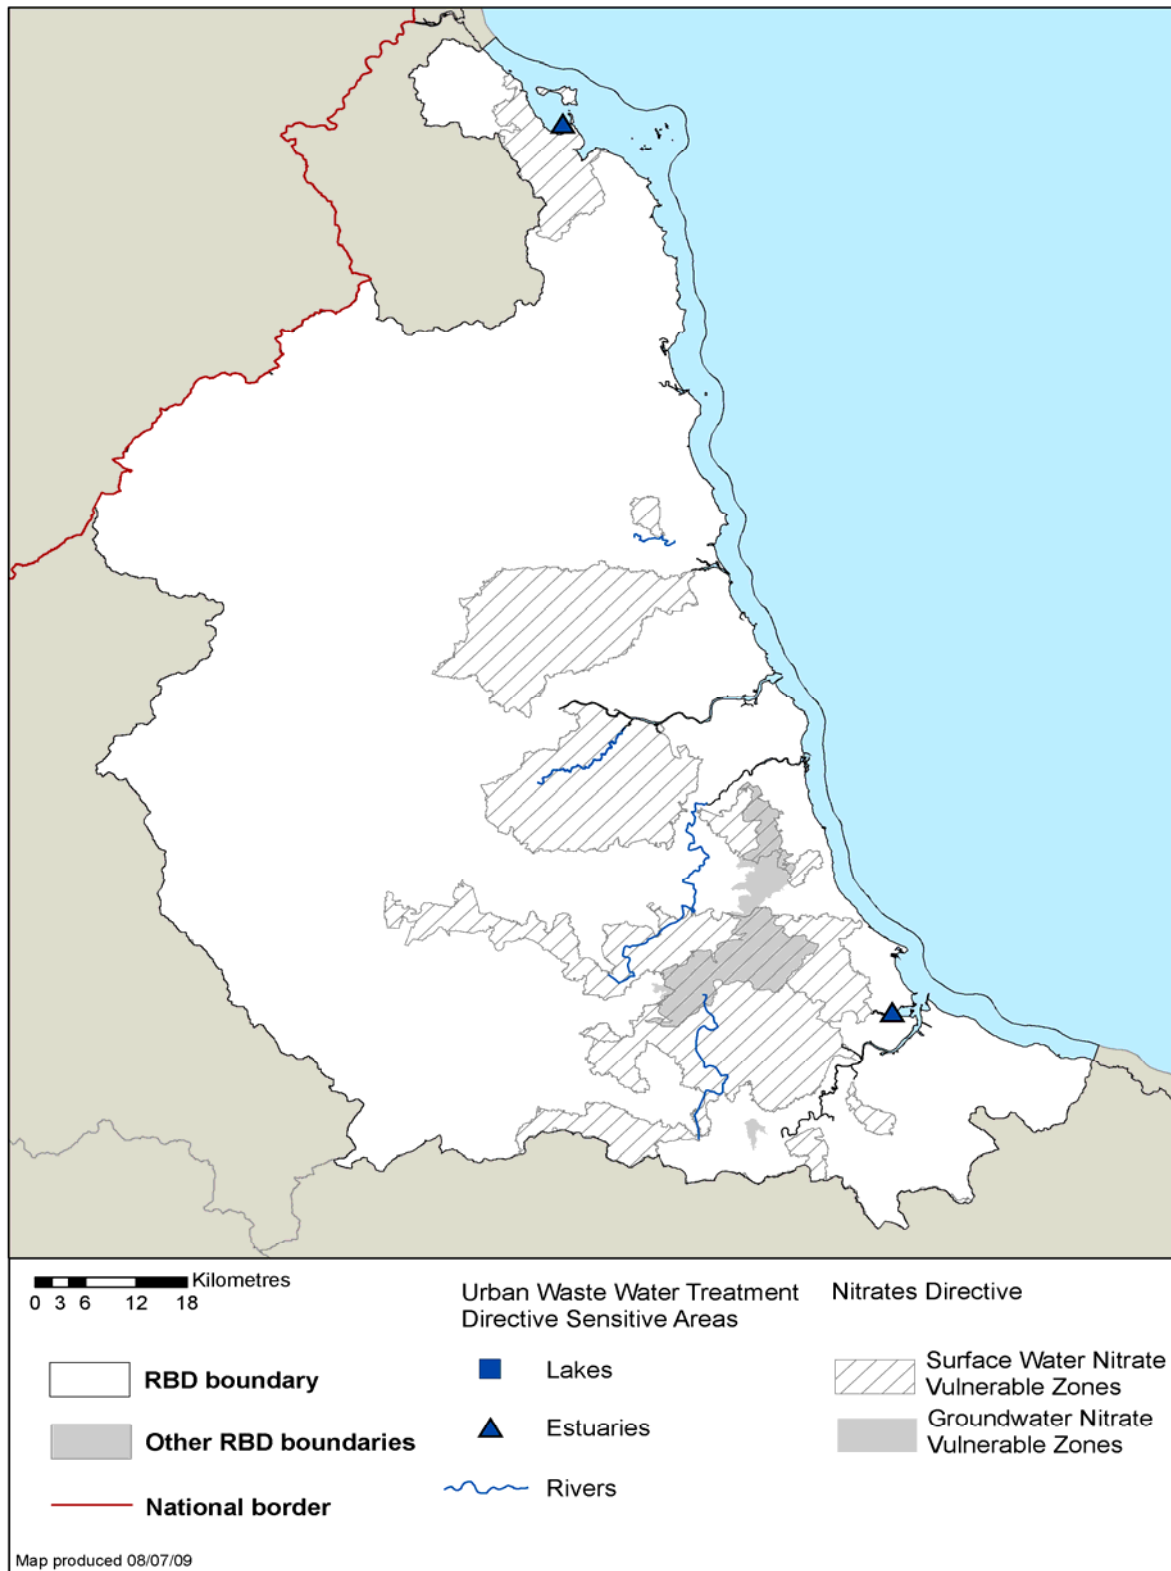 Kilometres
0 3 6 12 18
RBD boundary
Other RBD boundaries
National border
Urban Waste Water Treatment
Directive Sensitive Areas
Lakes
Estuaries
Rivers
Nitrates Directive
Surface Water Nitrate
Vulnerable Zones
Groundwater Nitrate
Vulnerable Zones
Map produced 08/07/09